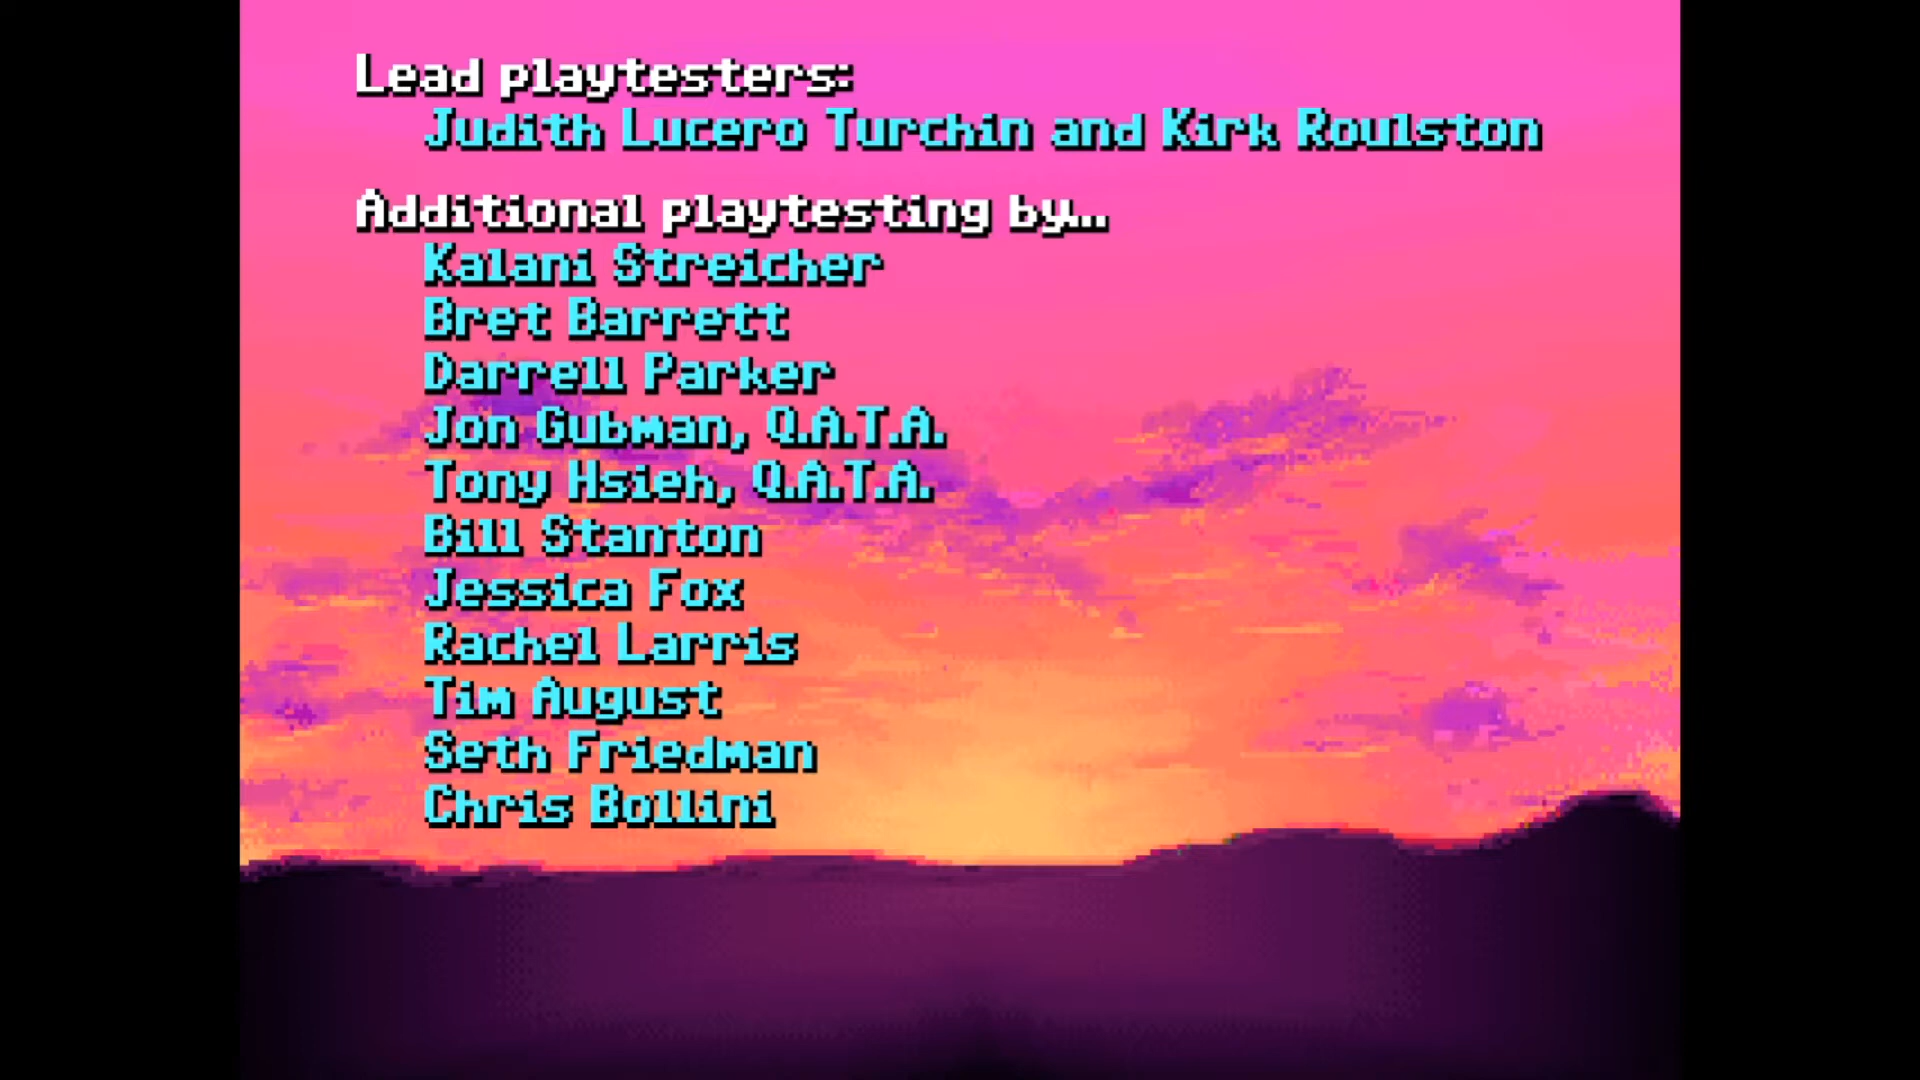 Lead playtesters:
Judith Lucero Turchin and Kirk Roulston
Additional playtesting by...
Kalani Streicher
Bret Barrett
Darrell Parker
Jon Gubman, Q.A.T.A.
Tony Hsieh, Q.A.T.A.
Bill Stanton
Jessica Fox
Rachel Larris
Tim August
Seth Friedman
Chris Bollini